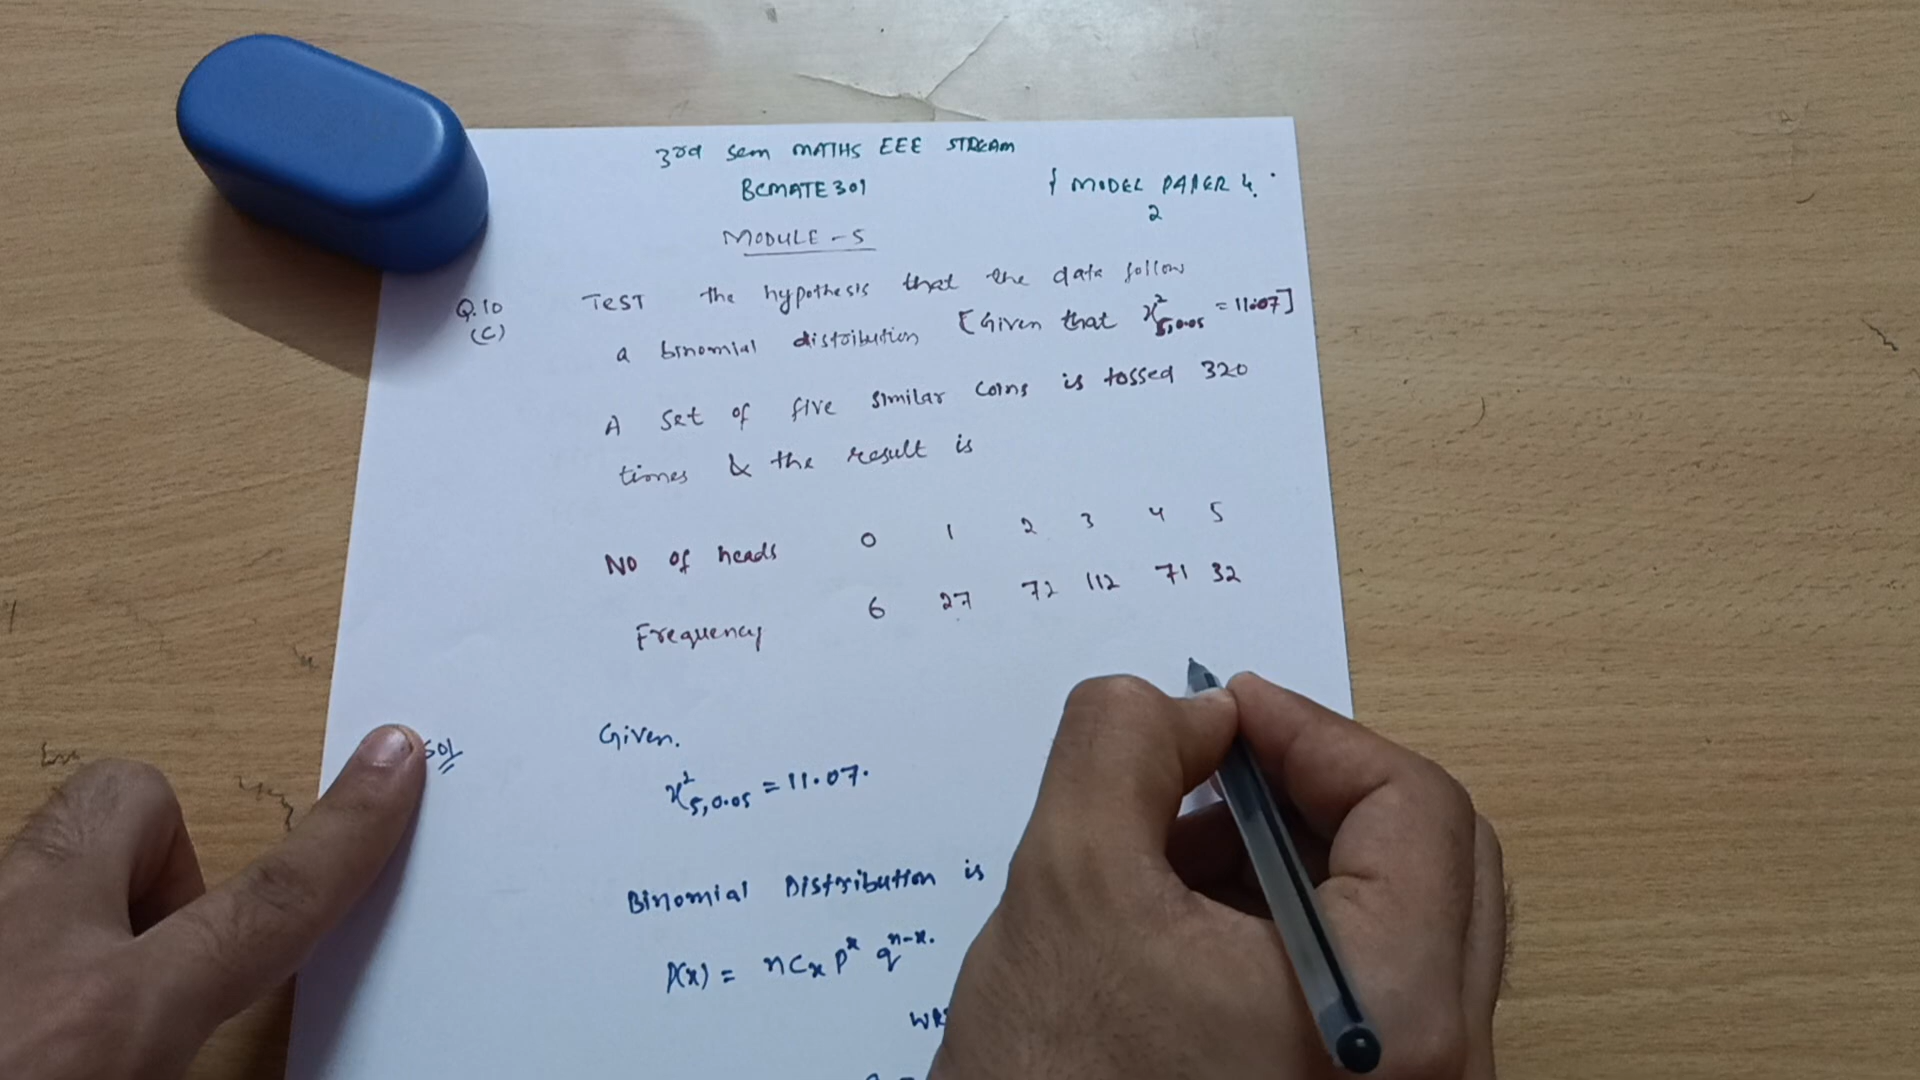 3rd Sem MATHS EEE STREAM
BCMATE301
{ MODEL PAPER 4.
2
MODULE - 5
Q.10 TEST the hypothesis that the data follow
(C) a binomial distribution [Given that χ²5,0.05 = 11.07]
A set of five similar coins is tossed 320
times & the result is
No of heads 0 1 2 3 4 5
Frequency 6 27 72 112 71 32
Sol Given.
χ²5,0.05 = 11.07.
Binomial Distribution is
P(x) = nCx p^x q^n-x.